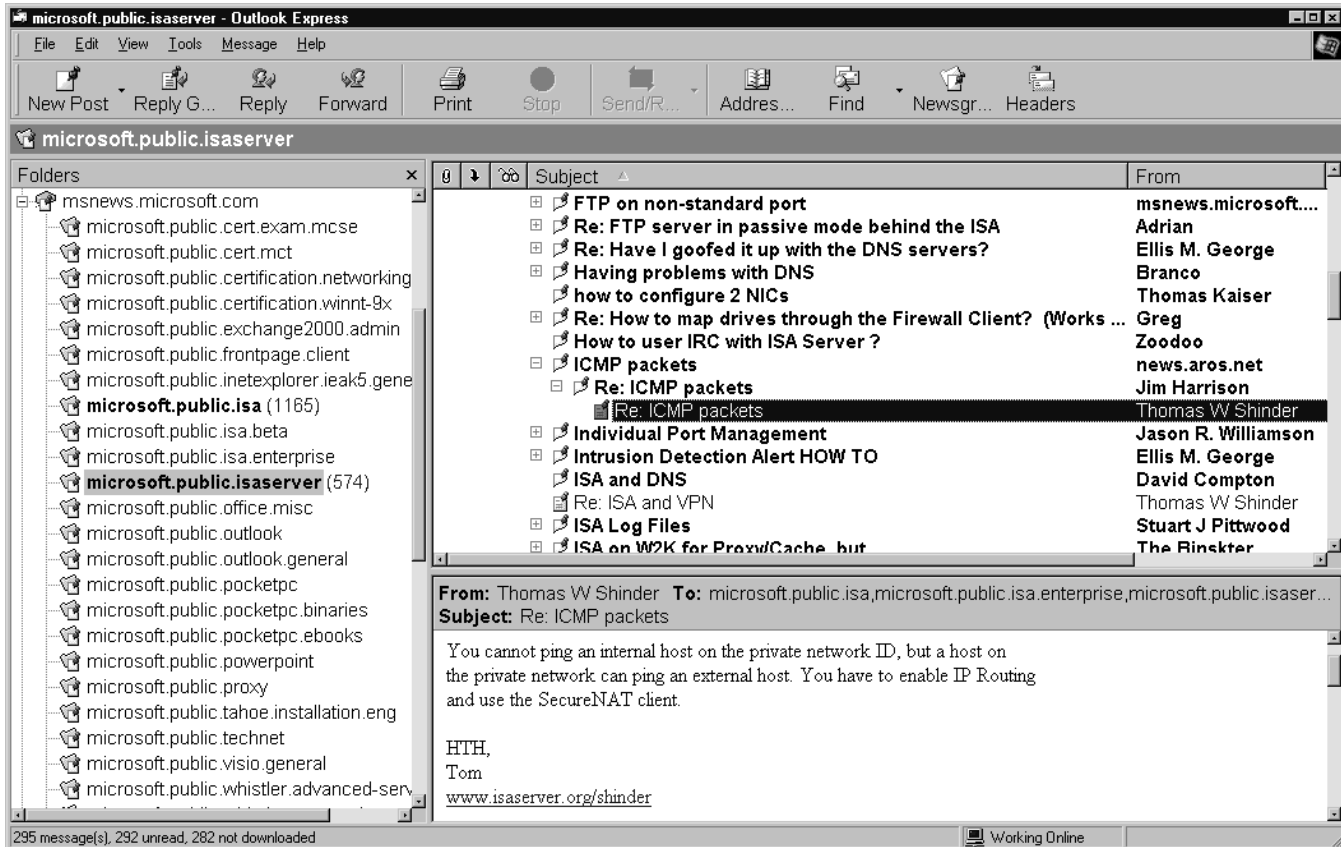 microsoft.public.isaserver - Outlook Express
File Edit View Tools Message Help
New Post Reply G... Reply Forward Print Stop Send/R... Addres... Find Newsgr... Headers
microsoft.public.isaserver
Folders
msnews.microsoft.com
microsoft.public.cert.exam.mcse
microsoft.public.cert.mct
microsoft.public.certification.networking
microsoft.public.certification.winnt-9x
microsoft.public.exchange2000.admin
microsoft.public.frontpage.client
microsoft.public.inetexplorer.ieak5.gene
microsoft.public.isa (1165)
microsoft.public.isa.beta
microsoft.public.isa.enterprise
microsoft.public.isaserver (574)
microsoft.public.office.misc
microsoft.public.outlook
microsoft.public.outlook.general
microsoft.public.pocketpc
microsoft.public.pocketpc.binaries
microsoft.public.pocketpc.ebooks
microsoft.public.powerpoint
microsoft.public.proxy
microsoft.public.tahoe.installation.eng
microsoft.public.technet
microsoft.public.visio.general
microsoft.public.whistler.advanced-serv
Subject From
FTP on non-standard port msnews.microsoft....
Re: FTP server in passive mode behind the ISA Adrian
Re: Have I goofed it up with the DNS servers? Ellis M. George
Having problems with DNS Branco
how to configure 2 NICs Thomas Kaiser
Re: How to map drives through the Firewall Client? (Works ... Greg
How to user IRC with ISA Server ? Zoodoo
ICMP packets news.aros.net
Re: ICMP packets Jim Harrison
Re: ICMP packets Thomas W Shinder
Individual Port Management Jason R. Williamson
Intrusion Detection Alert HOW TO Ellis M. George
ISA and DNS David Compton
Re: ISA and VPN Thomas W Shinder
ISA Log Files Stuart J Pittwood
ISA on W2K for Proxy/Cache, but The Binskter
From: Thomas W Shinder To: microsoft.public.isa,microsoft.public.isa.enterprise,microsoft.public.isaser...
Subject: Re: ICMP packets
You cannot ping an internal host on the private network ID, but a host on
the private network can ping an external host. You have to enable IP Routing
and use the SecureNAT client.
HTH,
Tom
www.isaserver.org/shinder
295 message(s), 292 unread, 282 not downloaded Working Online